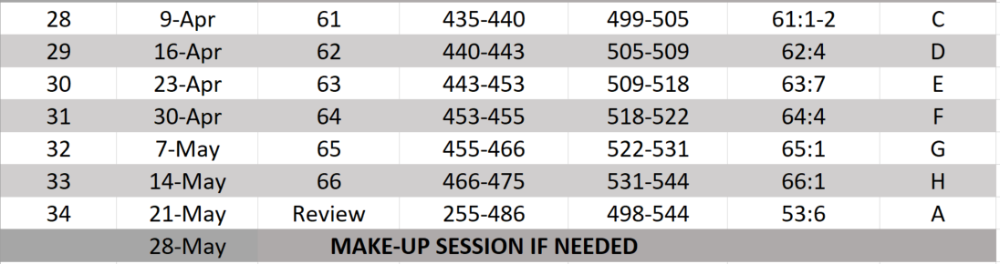 28 9-Apr 61 435-440 499-505 61:1-2 C
29 16-Apr 62 440-443 505-509 62:4 D
30 23-Apr 63 443-453 509-518 63:7 E
31 30-Apr 64 453-455 518-522 64:4 F
32 7-May 65 455-466 522-531 65:1 G
33 14-May 66 466-475 531-544 66:1 H
34 21-May Review 255-486 498-544 53:6 A
28-May MAKE-UP SESSION IF NEEDED